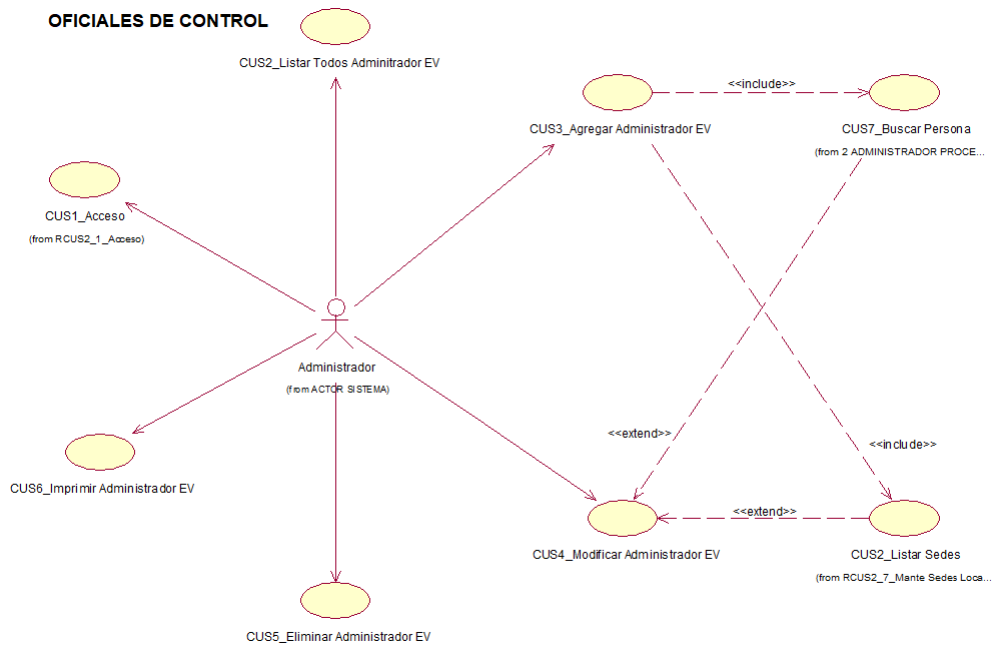 OFICIALES DE CONTROL
CUS2_Listar Todos Adminitrador EV
<<include>>
CUS3_Agregar Administrador EV
CUS7_Buscar Persona
(from 2 ADMINISTRADOR PROCE...
CUS1_Acceso
(from RCUS2_1_Acceso)
Administrador
(from ACTOR SISTEMA)
<<extend>>
<<include>>
CUS6_Imprimir Administrador EV
<<extend>>
CUS4_Modificar Administrador EV
CUS2_Listar Sedes
(from RCUS2_7_Mante Sedes Loca...
CUS5_Eliminar Administrador EV